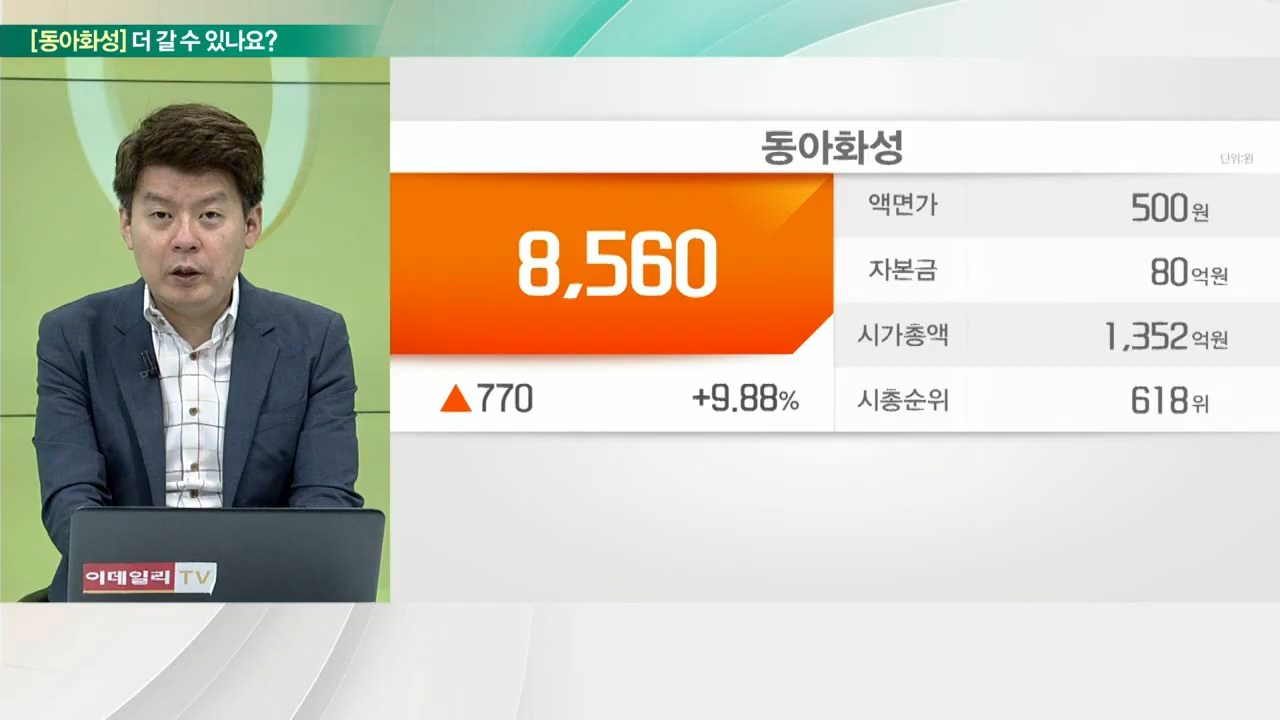 [동아화성] 더 갈 수 있나요?
동아화성
단위:원
8,560
▲770 +9.88%
액면가 500원
자본금 80억원
시가총액 1,352억원
시총순위 618위
이데일리 TV